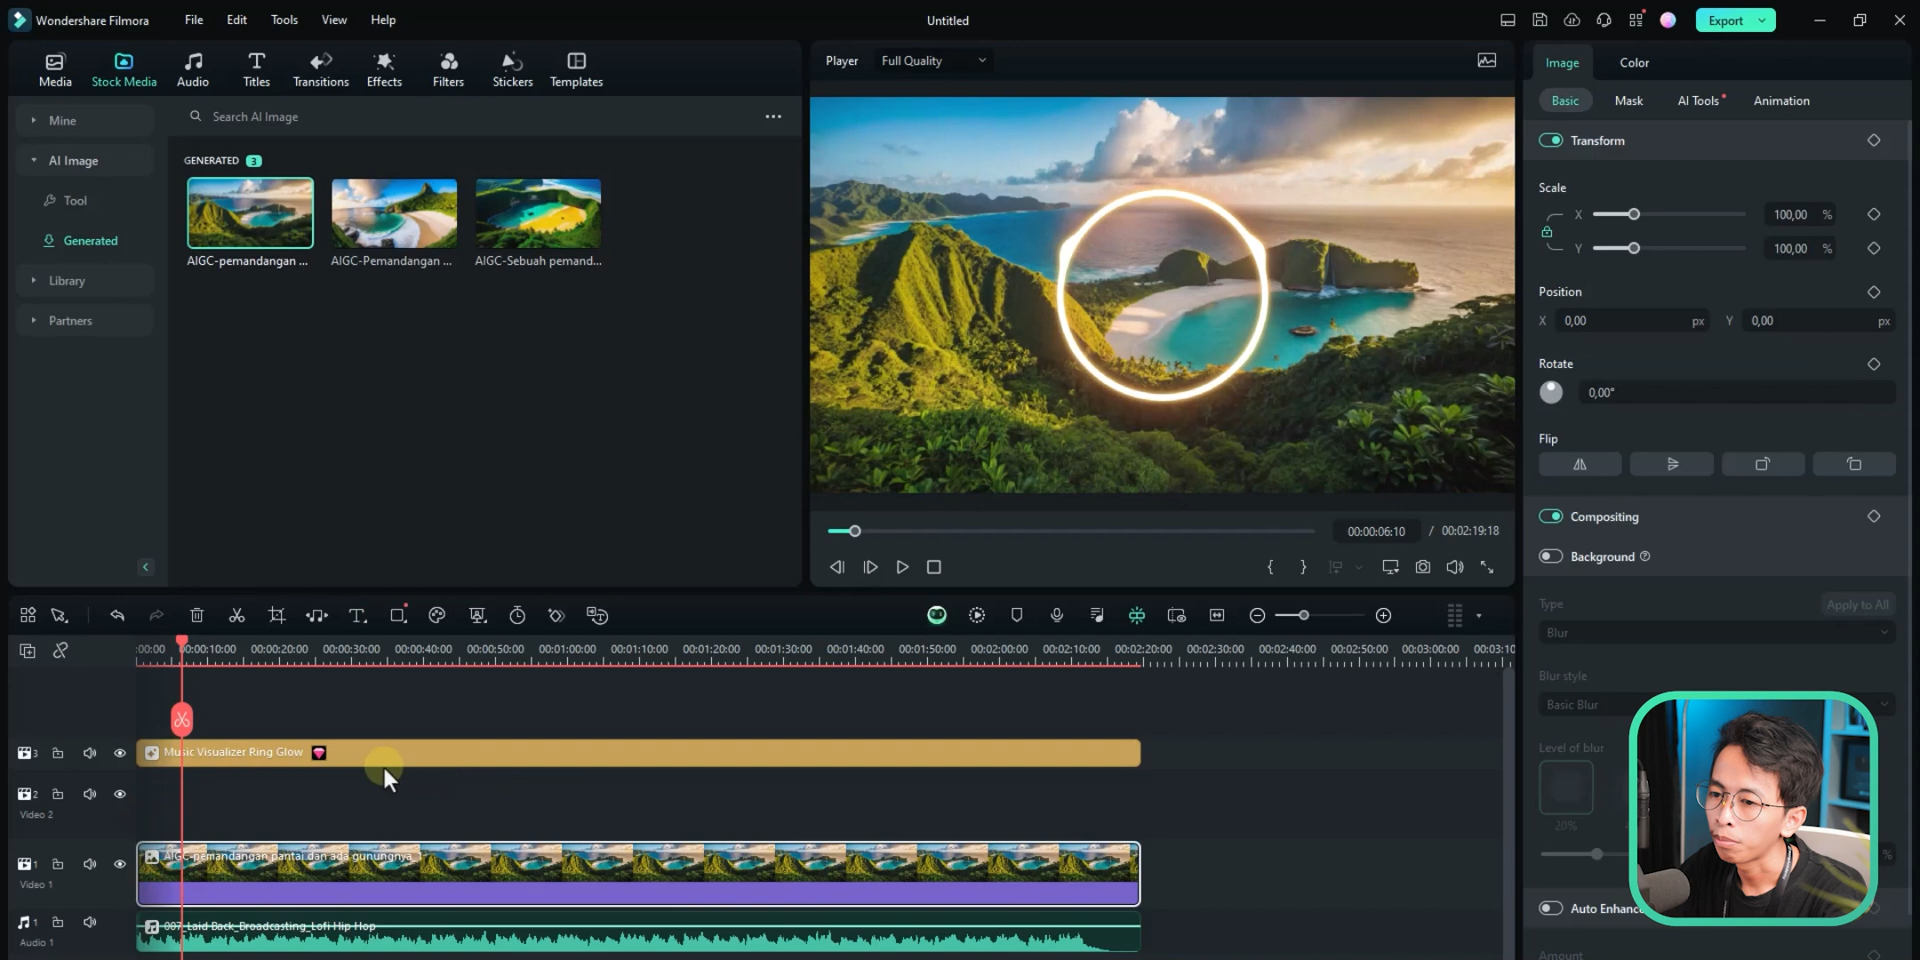 Wondershare Filmora
File
Edit
Tools
View
Help
Untitled
Export
Media
Stock Media
Audio
Titles
Transitions
Effects
Filters
Stickers
Templates
Mine
AI Image
Tool
Generated
Library
Partners
Search AI Image
GENERATED 3
AIGC-pemandangan ...
AIGC-Pemandangan ...
AIGC-Sebuah pemand...
Player
Full Quality
00:00:06:10 / 00:02:19:18
Image
Color
Basic
Mask
AI Tools
Animation
Transform
Scale
X 100,00 %
Y 100,00 %
Position
X 0,00 px Y 0,00 px
Rotate
0,00°
Flip
Compositing
Background
Type
Apply to All
Blur
Blur style
Basic Blur
Level of blur
20%
%
Auto Enhance
Amount
:00:00 00:00:10:00 00:00:20:00 00:00:30:00 00:00:40:00 00:00:50:00 00:01:00:00 00:01:10:00 00:01:20:00 00:01:30:00 00:01:40:00 00:01:50:00 00:02:00:00 00:02:10:00 00:02:20:00 00:02:30:00 00:02:40:00 00:02:50:00 00:03:00:00 00:03:10
3
Music Visualizer Ring Glow
2
Video 2
1
Video 1
AIGC-pemandangan pantai dan ada gunungnya_1
1
Audio 1
007_Laid Back_Broadcasting_Lofi Hip Hop